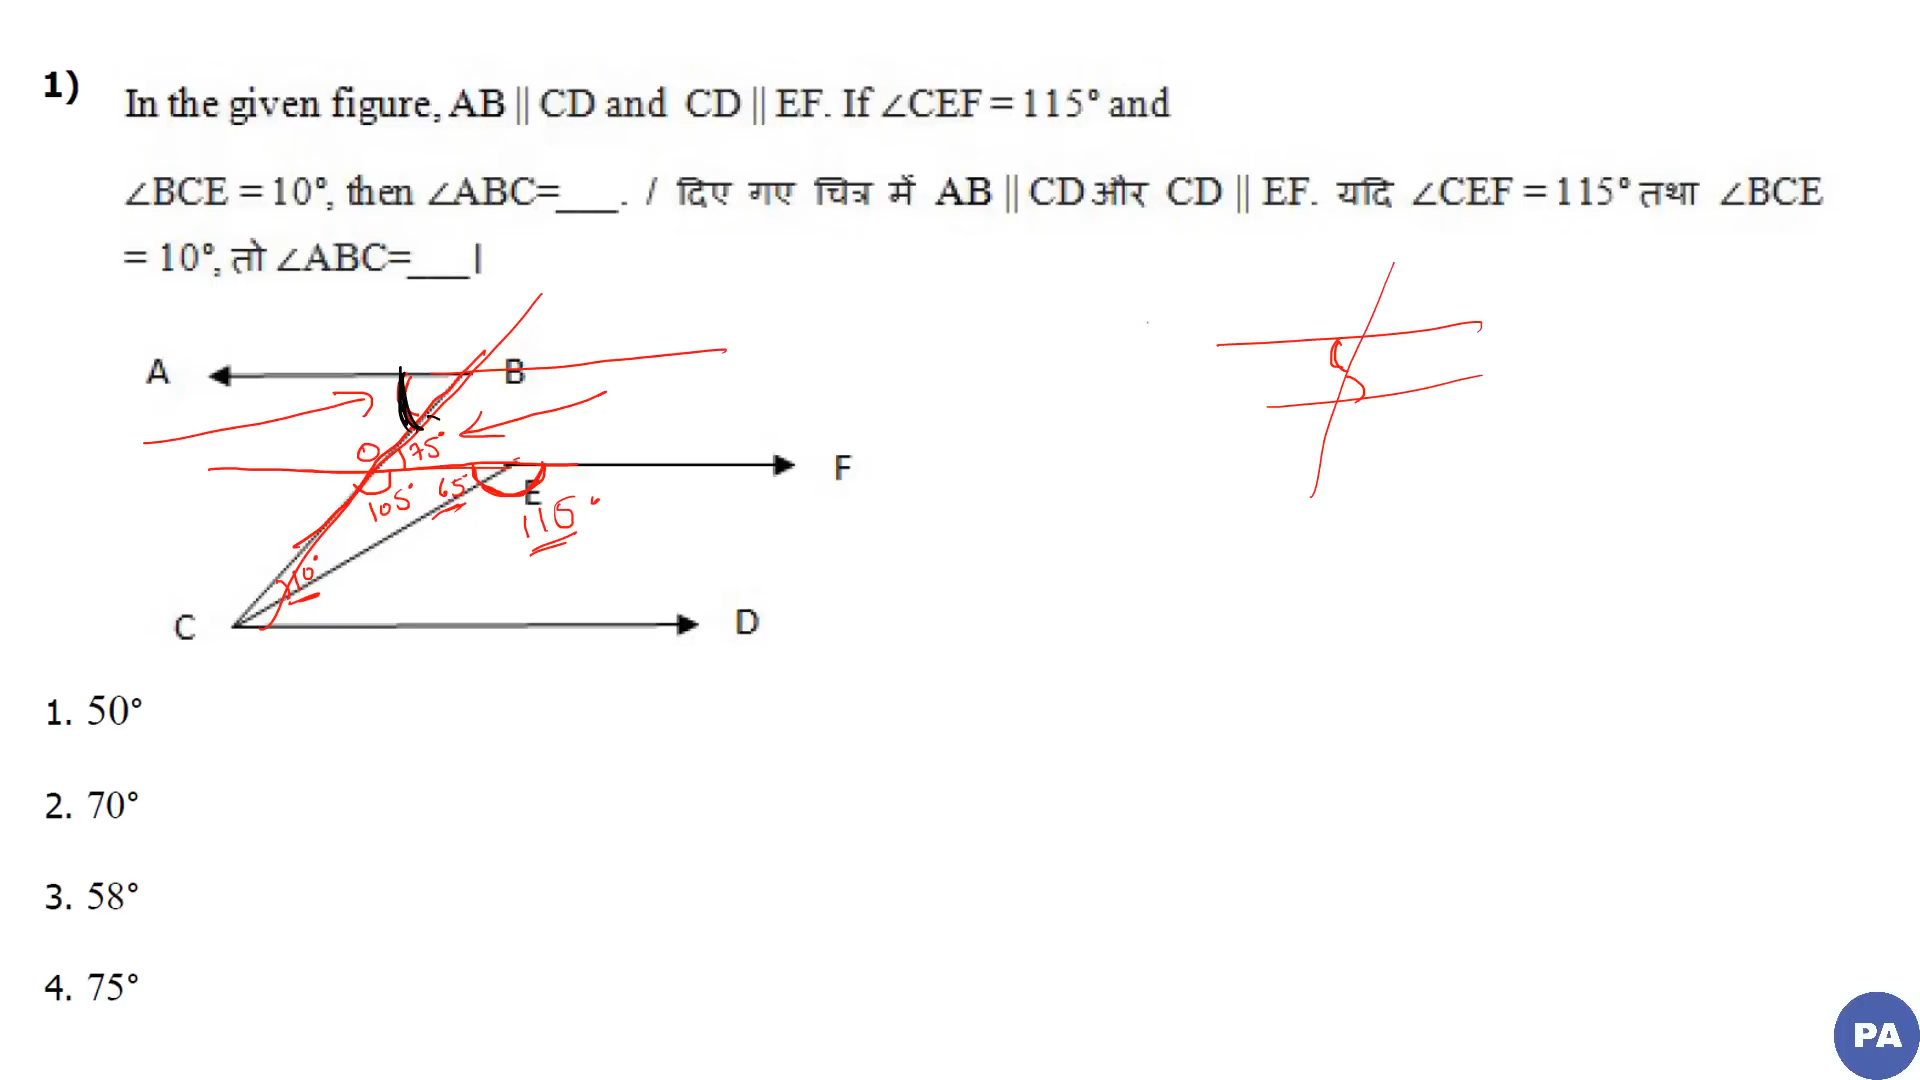 1) In the given figure, AB || CD and CD || EF. If ∠CEF = 115° and
∠BCE = 10°, then ∠ABC=___. / दिए गए चित्र में AB || CD और CD || EF. यदि ∠CEF = 115° तथा ∠BCE
= 10°, तो ∠ABC=___|
A B
O 75°
F
65° E
105° 115°
10°
C D
1. 50°
2. 70°
3. 58°
4. 75°
PA